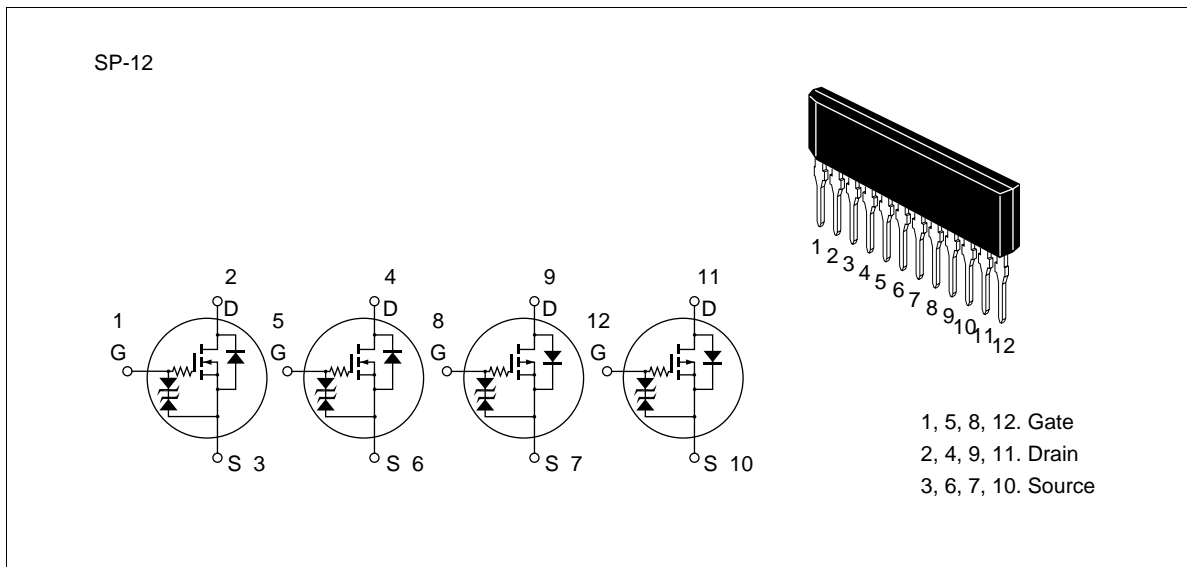 SP-12
1 2 3 4 5 6 7 8 9 10 11 12
2 4 9 11
D D D D
1 5 8 12
G G G G
S 3 S 6 S 7 S 10
1, 5, 8, 12. Gate
2, 4, 9, 11. Drain
3, 6, 7, 10. Source